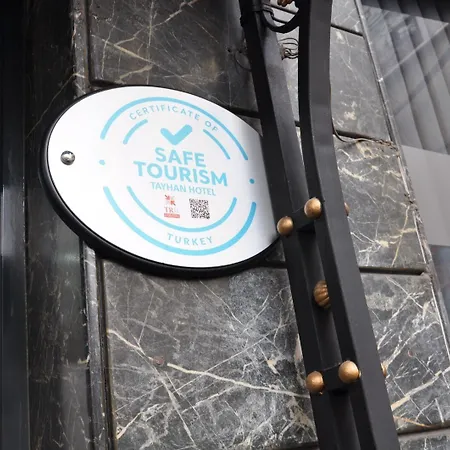 CERTIFICATE OF
SAFE
TOURISM
TAYHAN HOTEL
TURKEY